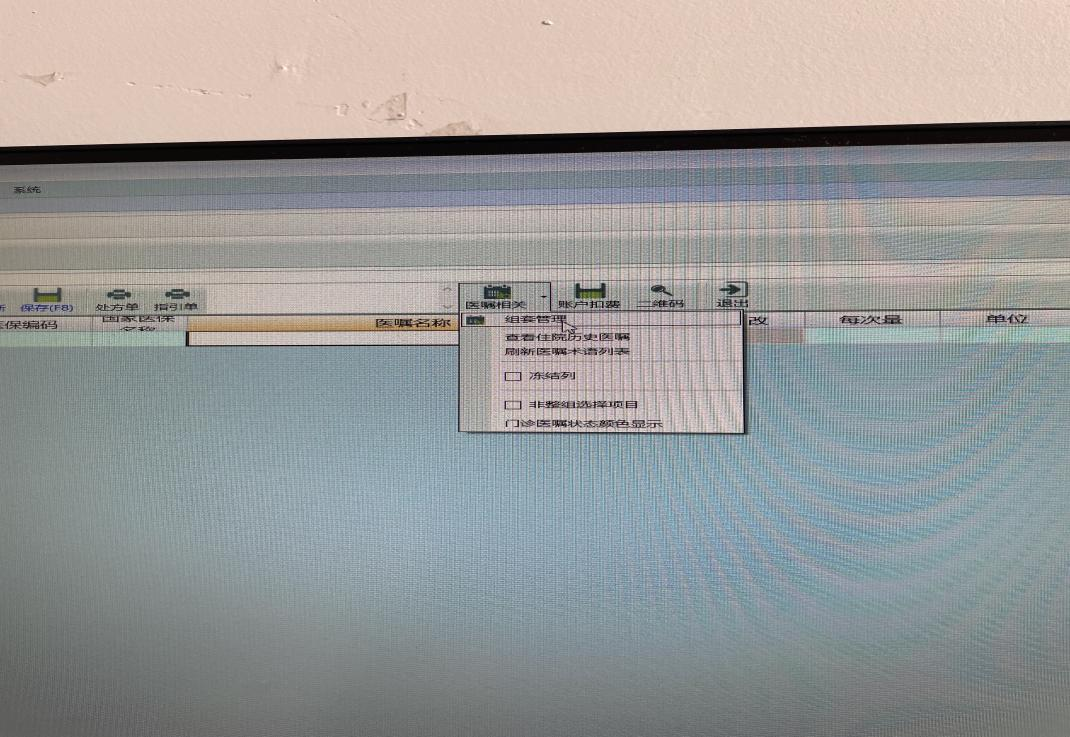 系统
保存(F8) 处方单 指引单 医嘱相关 账户扣费 二维码 退出
保编码 国家医保名称 医嘱名称 改 每次量 单位
组套管理
查看住院历史医嘱
刷新医嘱术语列表
冻结列
非整组选择项目
门诊医嘱状态颜色显示